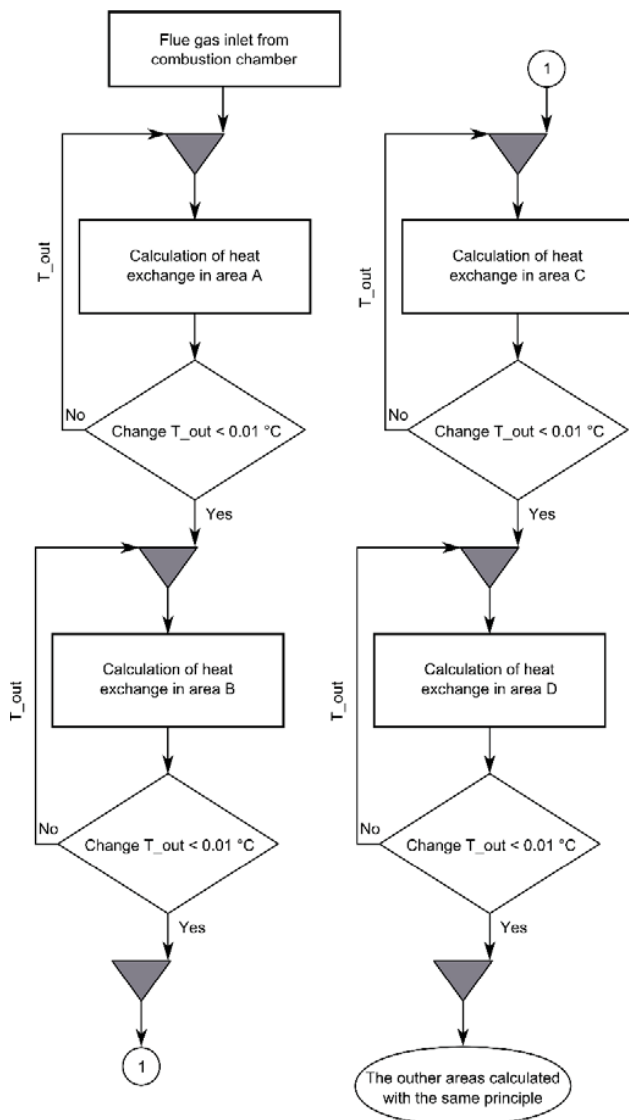 Flue gas inlet from
combustion chamber
T_out
Calculation of heat
exchange in area A
No
Change T_out < 0.01 °C
Yes
T_out
Calculation of heat
exchange in area B
No
Change T_out < 0.01 °C
Yes
1
1
T_out
Calculation of heat
exchange in area C
No
Change T_out < 0.01 °C
Yes
T_out
Calculation of heat
exchange in area D
No
Change T_out < 0.01 °C
Yes
The outher areas calculated
with the same principle